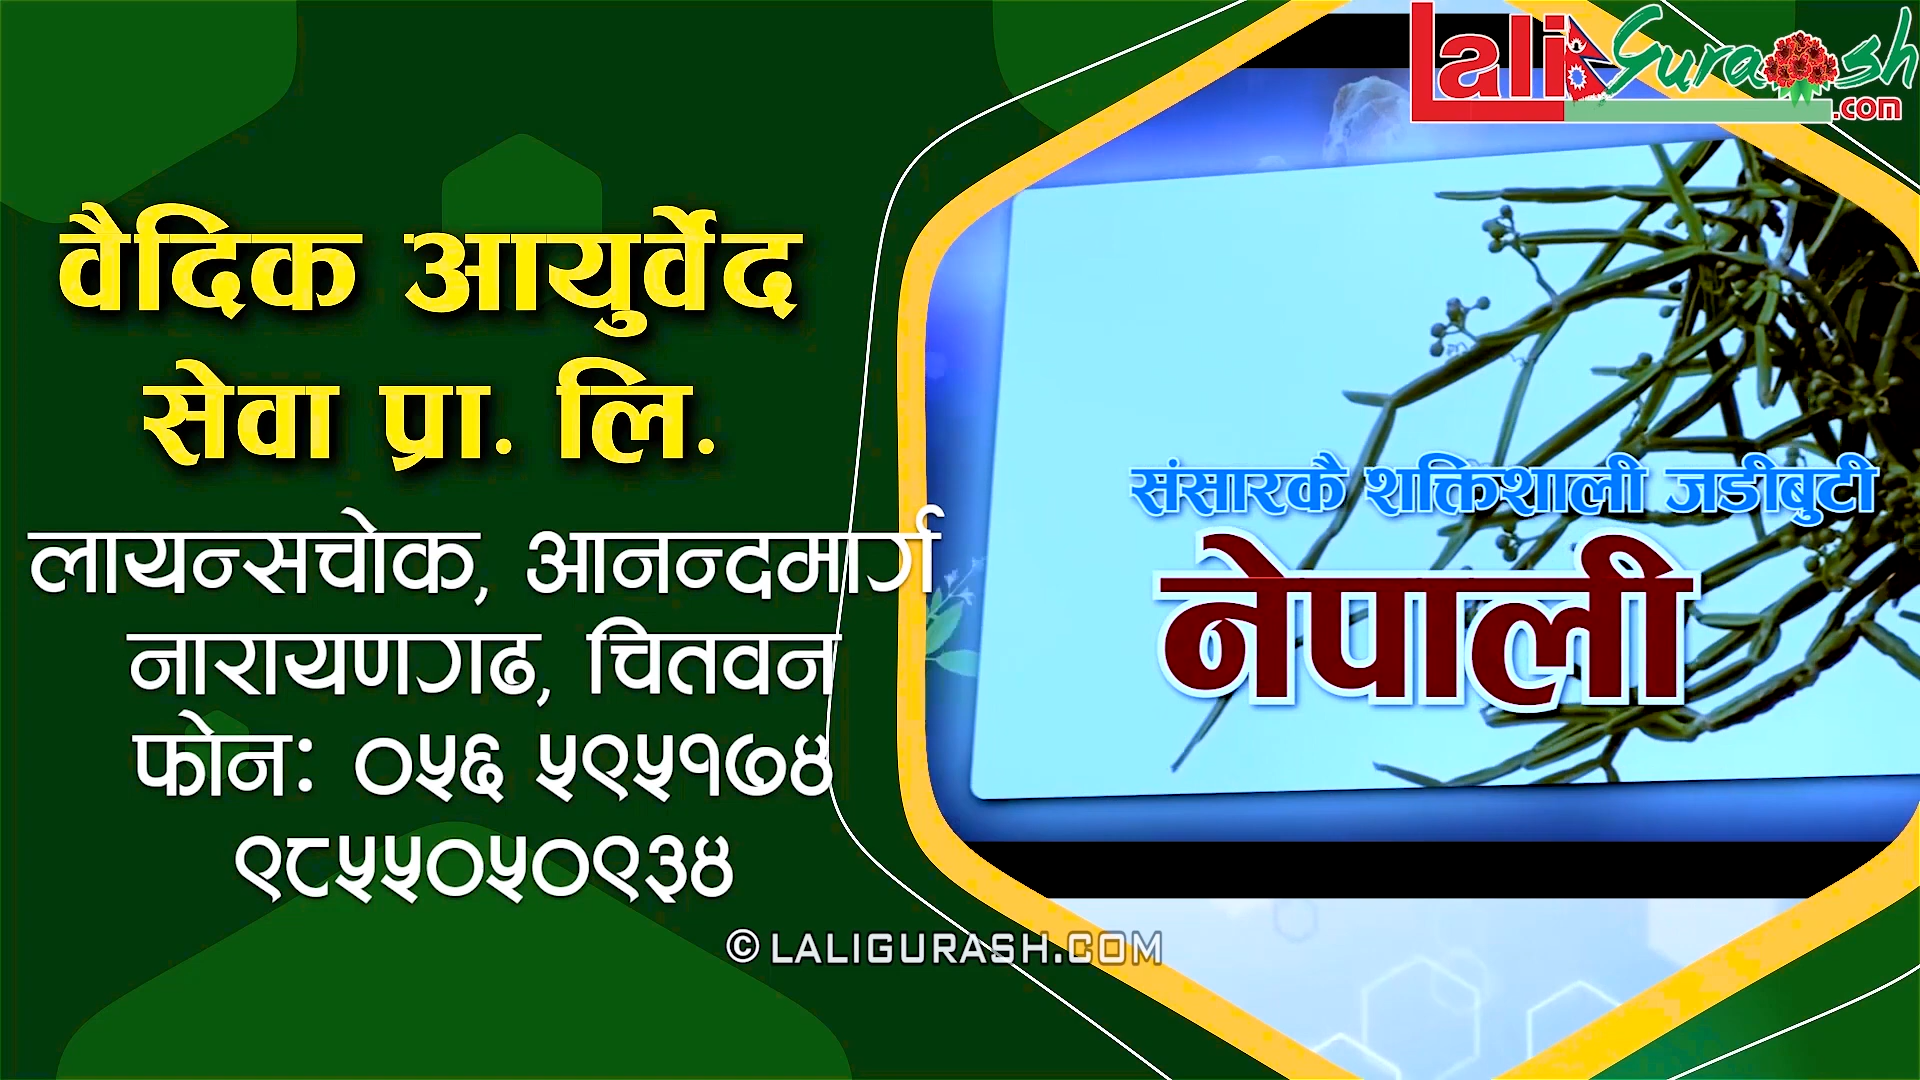 वैदिक आयुर्वेद
सेवा प्रा. लि.
लायन्सचोक, आनन्दमार्ग
नारायणगढ, चितवन
फोनः ०५६ ५९५१७४
९८५५०५०९३४
Lali Gurash
.com
संसारकै शक्तिशाली जडीबुटी
नेपाली
© LALIGURASH.COM